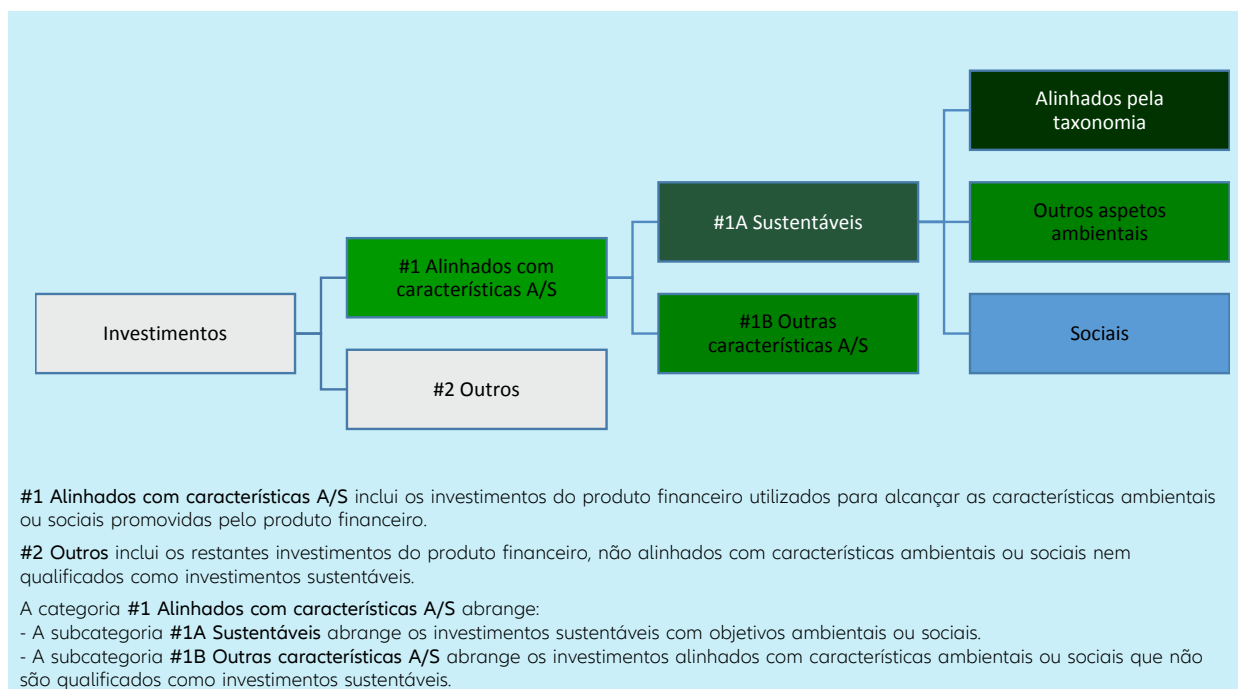 Alinhados pela
taxonomia
#1A Sustentáveis
Outros aspetos
ambientais
#1 Alinhados com
características A/S
Investimentos
#1B Outras
características A/S
Sociais
#2 Outros
#1 Alinhados com características A/S inclui os investimentos do produto financeiro utilizados para alcançar as características ambientais
ou sociais promovidas pelo produto financeiro.
#2 Outros inclui os restantes investimentos do produto financeiro, não alinhados com características ambientais ou sociais nem
qualificados como investimentos sustentáveis.
A categoria #1 Alinhados com características A/S abrange:
- A subcategoria #1A Sustentáveis abrange os investimentos sustentáveis com objetivos ambientais ou sociais.
- A subcategoria #1B Outras características A/S abrange os investimentos alinhados com características ambientais ou sociais que não
são qualificados como investimentos sustentáveis.